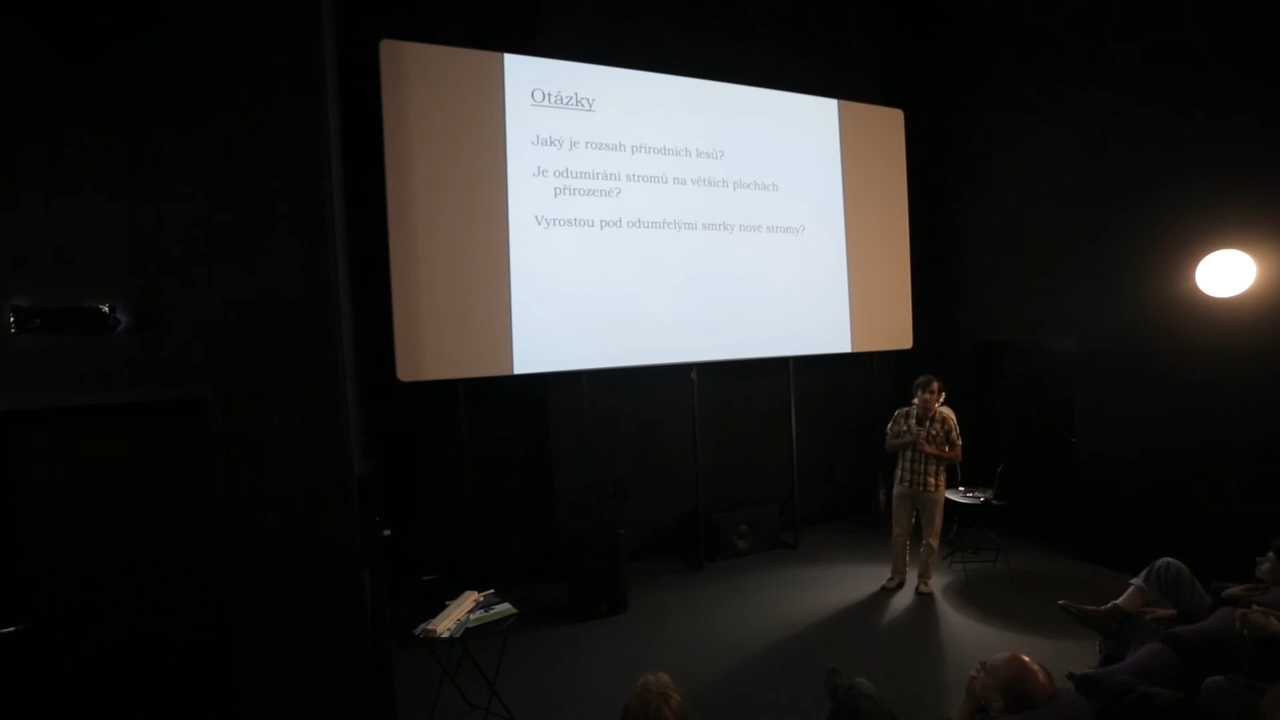 Otázky
Jaký je rozsah přírodních lesů?
Je odumírání stromů na větších plochách
přirozené?
Vyrostou pod odumřelými smrky nové stromy?